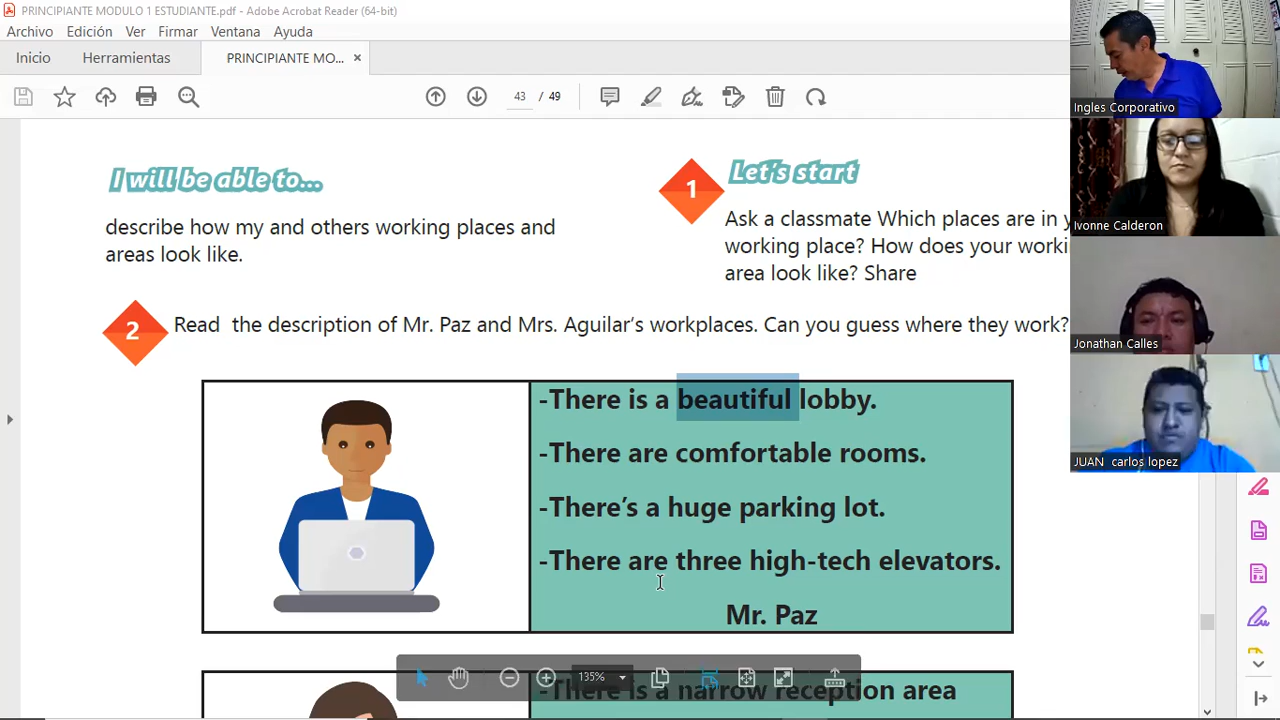 PRINCIPIANTE MODULO 1 ESTUDIANTE.pdf - Adobe Acrobat Reader (64-bit)
Archivo Edición Ver Firmar Ventana Ayuda
Inicio Herramientas PRINCIPIANTE MO... ×
43 / 49
I will be able to...
describe how my and others working places and
areas look like.
1
Let's start
Ask a classmate Which places are in
working place? How does your
area look like? Share
2
Read the description of Mr. Paz and Mrs. Aguilar's workplaces. Can you guess where they work?
-There is a beautiful lobby.
-There are comfortable rooms.
-There's a huge parking lot.
-There are three high-tech elevators.
Mr. Paz
-There is a narrow reception area
135%
Ingles Corporativo
Ivonne Calderon
Jonathan Calles
JUAN carlos lopez